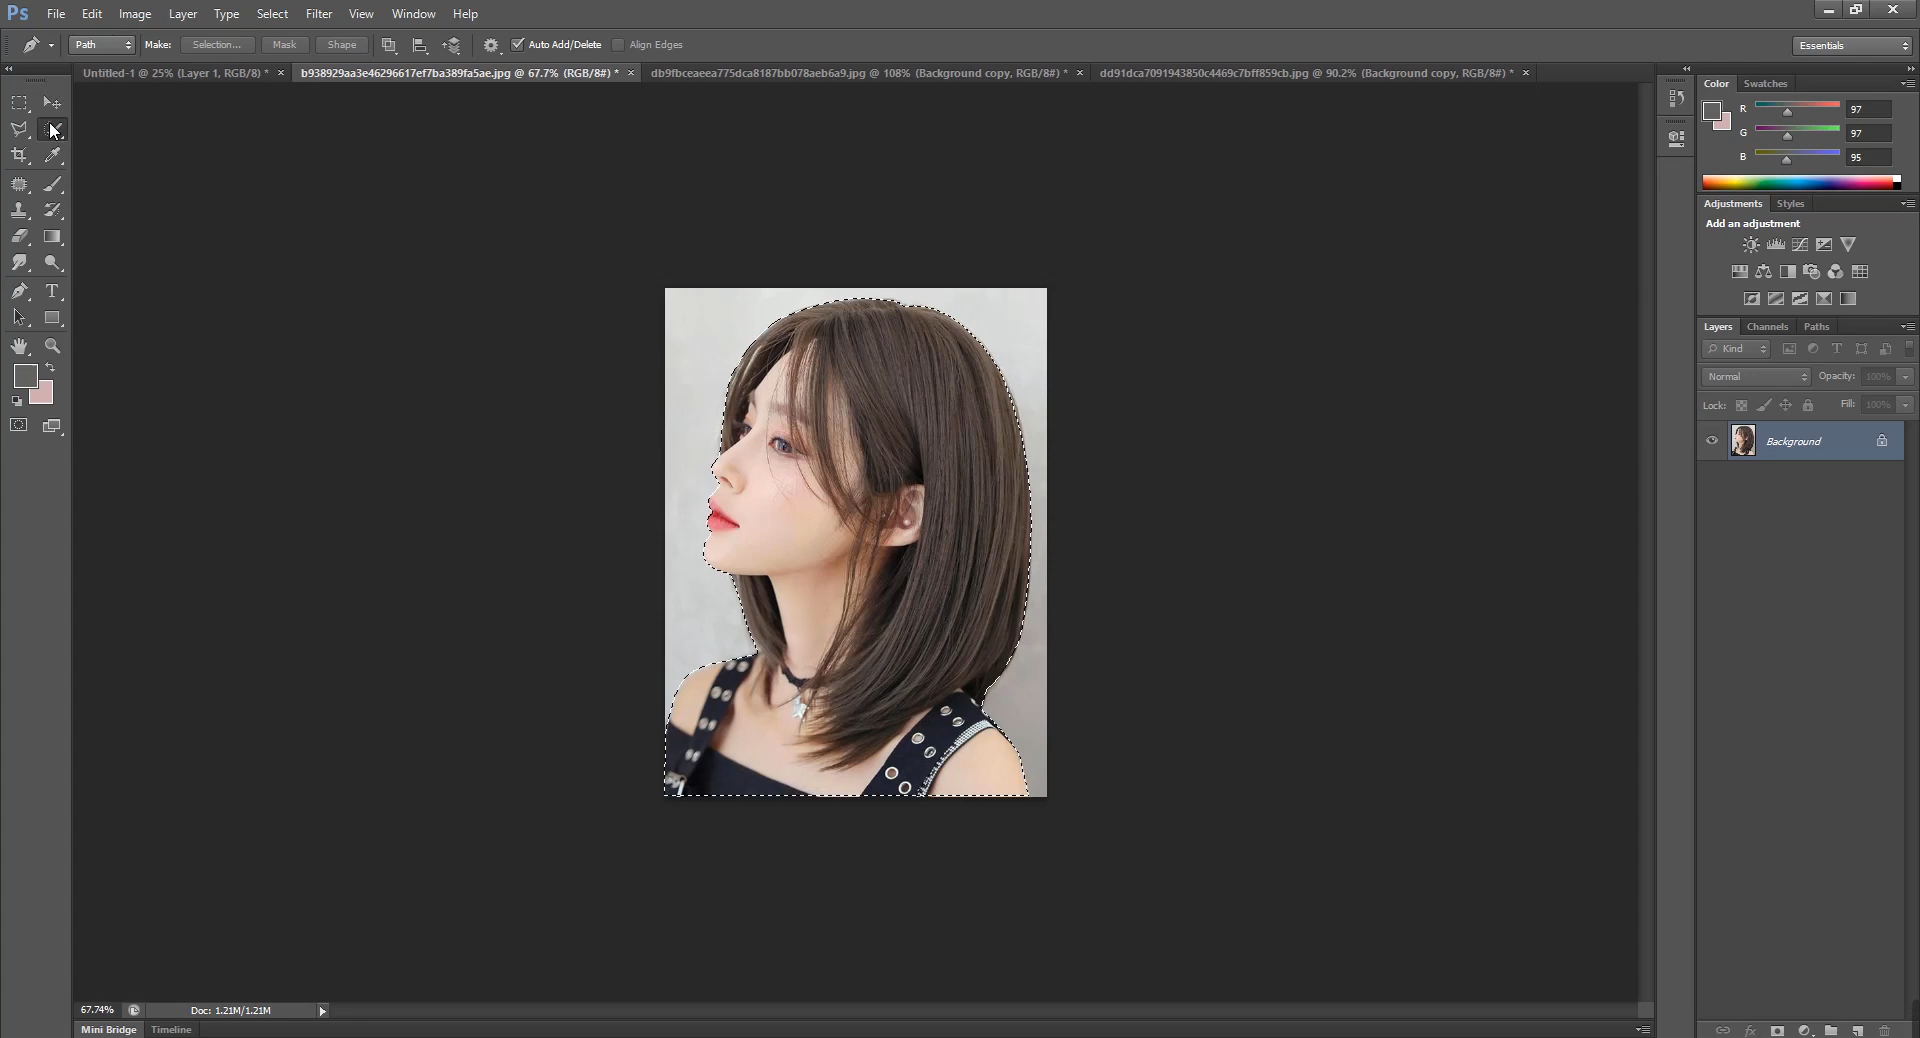 Ps File Edit Image Layer Type Select Filter View Window Help
Path Make: Selection... Mask Shape Auto Add/Delete Align Edges Essentials
Untitled-1 @ 25% (Layer 1, RGB/8) * × b938929aa3e46296617ef7ba389fa5ae.jpg @ 67.7% (RGB/8#) * × db9fbceaeea775dca8187bb078aeb6a9.jpg @ 108% (Background copy, RGB/8#) * × dd91dca7091943850c4469c7bff859cb.jpg @ 90.2% (Background copy, RGB/8#) * ×
Color Swatches
R 97
G 97
B 95
Adjustments Styles
Add an adjustment
Layers Channels Paths
Kind T
Normal Opacity: 100%
Lock: Fill: 100%
Background
67.74% Doc: 1.21M/1.21M
Mini Bridge Timeline
fx